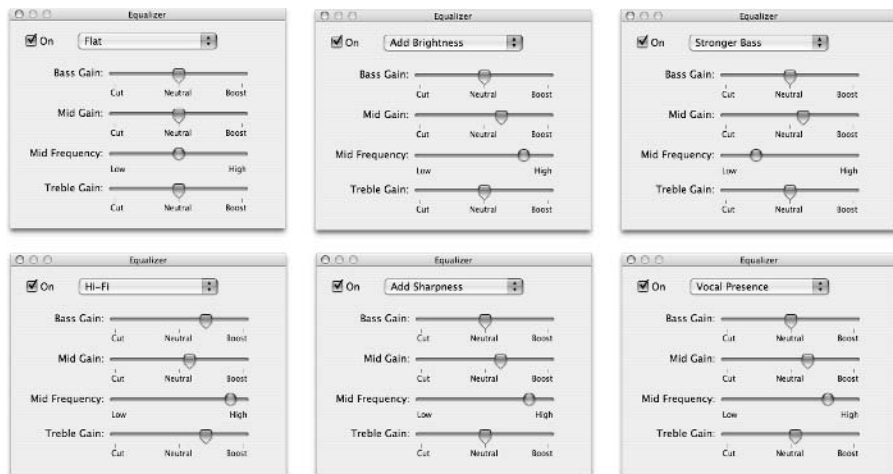 Equalizer
On Flat
Bass Gain:
Cut Neutral Boost
Mid Gain:
Cut Neutral Boost
Mid Frequency:
Low High
Treble Gain:
Cut Neutral Boost
Equalizer
On Add Brightness
Bass Gain:
Cut Neutral Boost
Mid Gain:
Cut Neutral Boost
Mid Frequency:
Low High
Treble Gain:
Cut Neutral Boost
Equalizer
On Stronger Bass
Bass Gain:
Cut Neutral Boost
Mid Gain:
Cut Neutral Boost
Mid Frequency:
Low High
Treble Gain:
Cut Neutral Boost
Equalizer
On Hi-Fi
Bass Gain:
Cut Neutral Boost
Mid Gain:
Cut Neutral Boost
Mid Frequency:
Low High
Treble Gain:
Cut Neutral Boost
Equalizer
On Add Sharpness
Bass Gain:
Cut Neutral Boost
Mid Gain:
Cut Neutral Boost
Mid Frequency:
Low High
Treble Gain:
Cut Neutral Boost
Equalizer
On Vocal Presence
Bass Gain:
Cut Neutral Boost
Mid Gain:
Cut Neutral Boost
Mid Frequency:
Low High
Treble Gain:
Cut Neutral Boost